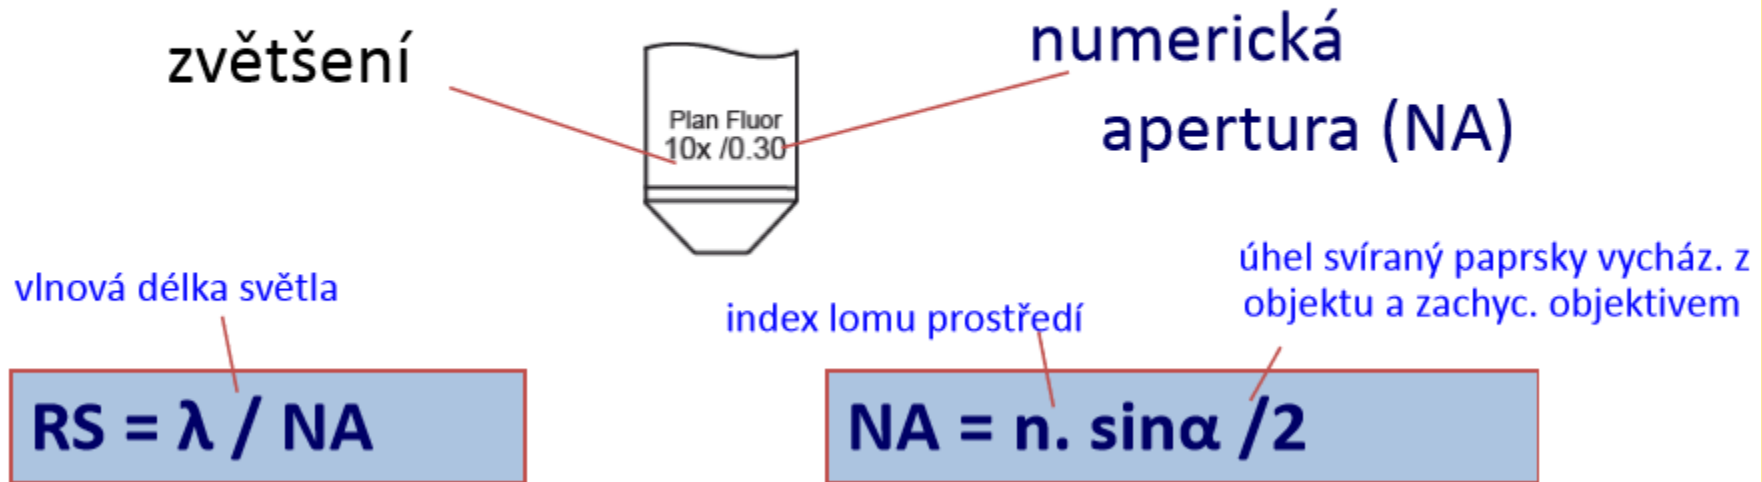 zvětšení
numerická
apertura (NA)
Plan Fluor
10x /0.30
vlnová délka světla
index lomu prostředí
úhel svíraný paprsky vycház. z
objektu a zachyc. objektivem
RS = λ / NA
NA = n. sinα /2